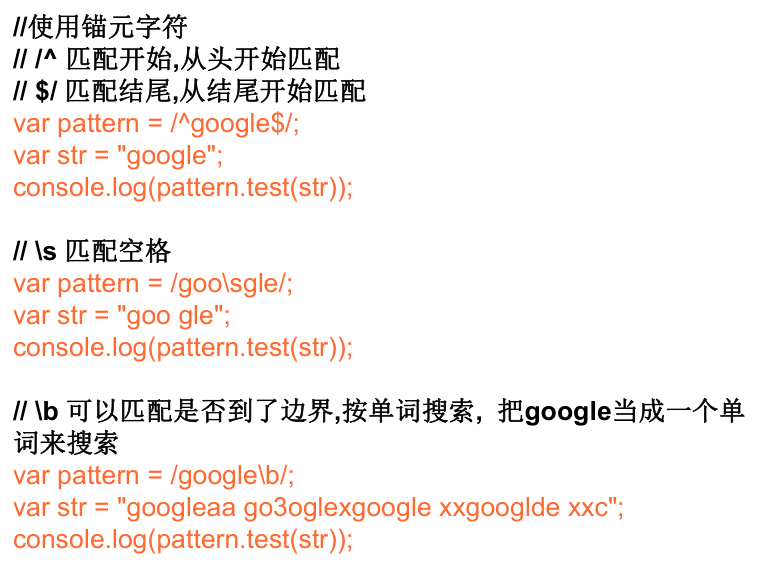 //使用锚元字符
// /^ 匹配开始,从头开始匹配
// $/ 匹配结尾,从结尾开始匹配
var pattern = /^google$/;
var str = "google";
console.log(pattern.test(str));
// \s 匹配空格
var pattern = /goo\sgle/;
var str = "goo gle";
console.log(pattern.test(str));
// \b 可以匹配是否到了边界,按单词搜索,  把google当成一个单
词来搜索
var pattern = /google\b/;
var str = "googleaa go3oglexgoogle xxgooglde xxc";
console.log(pattern.test(str));